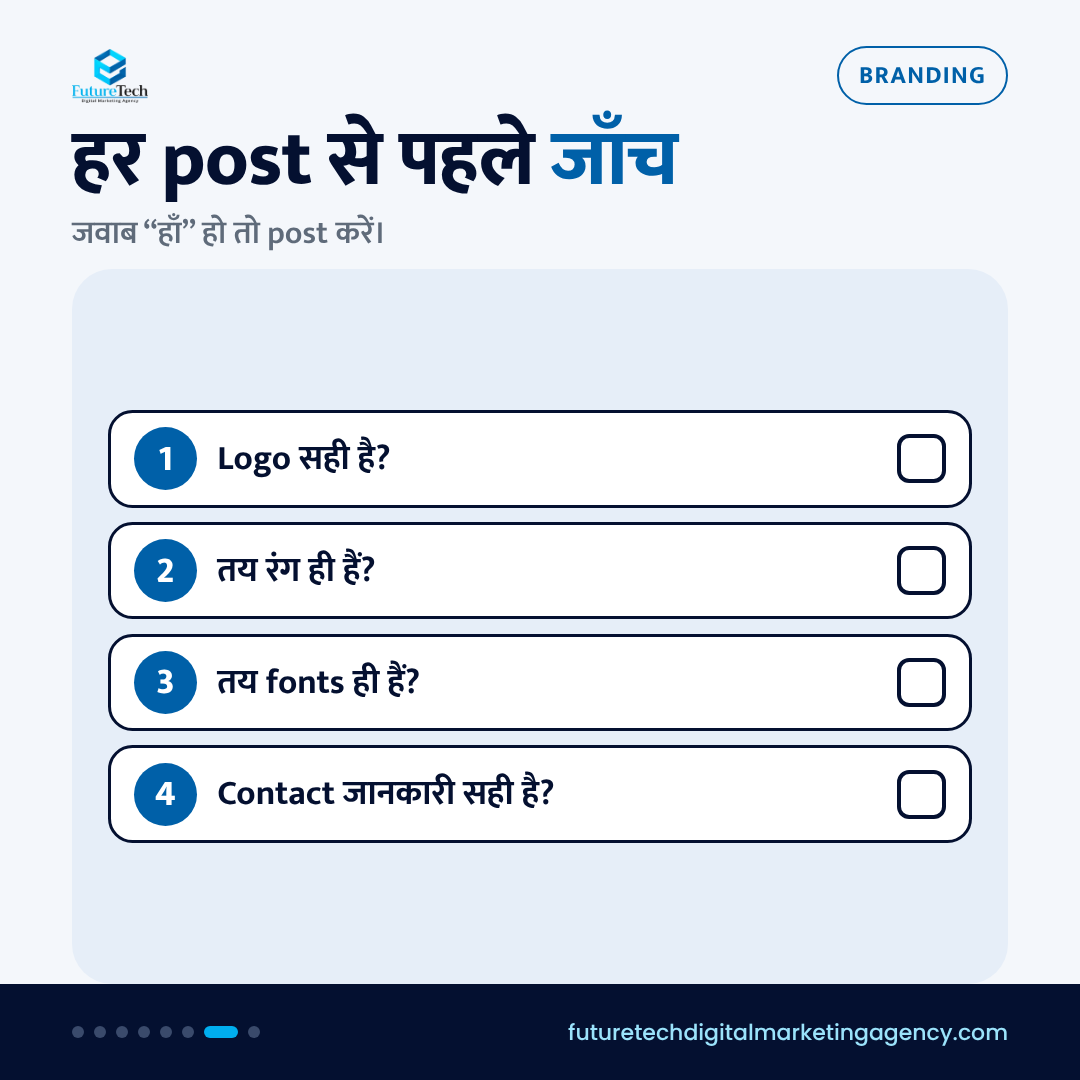 FutureTech
Digital Marketing Agency
BRANDING
हर post से पहले जाँच
जवाब “हाँ” हो तो post करें।
1 Logo सही है?
2 तय रंग ही हैं?
3 तय fonts ही हैं?
4 Contact जानकारी सही है?
futuretechdigitalmarketingagency.com